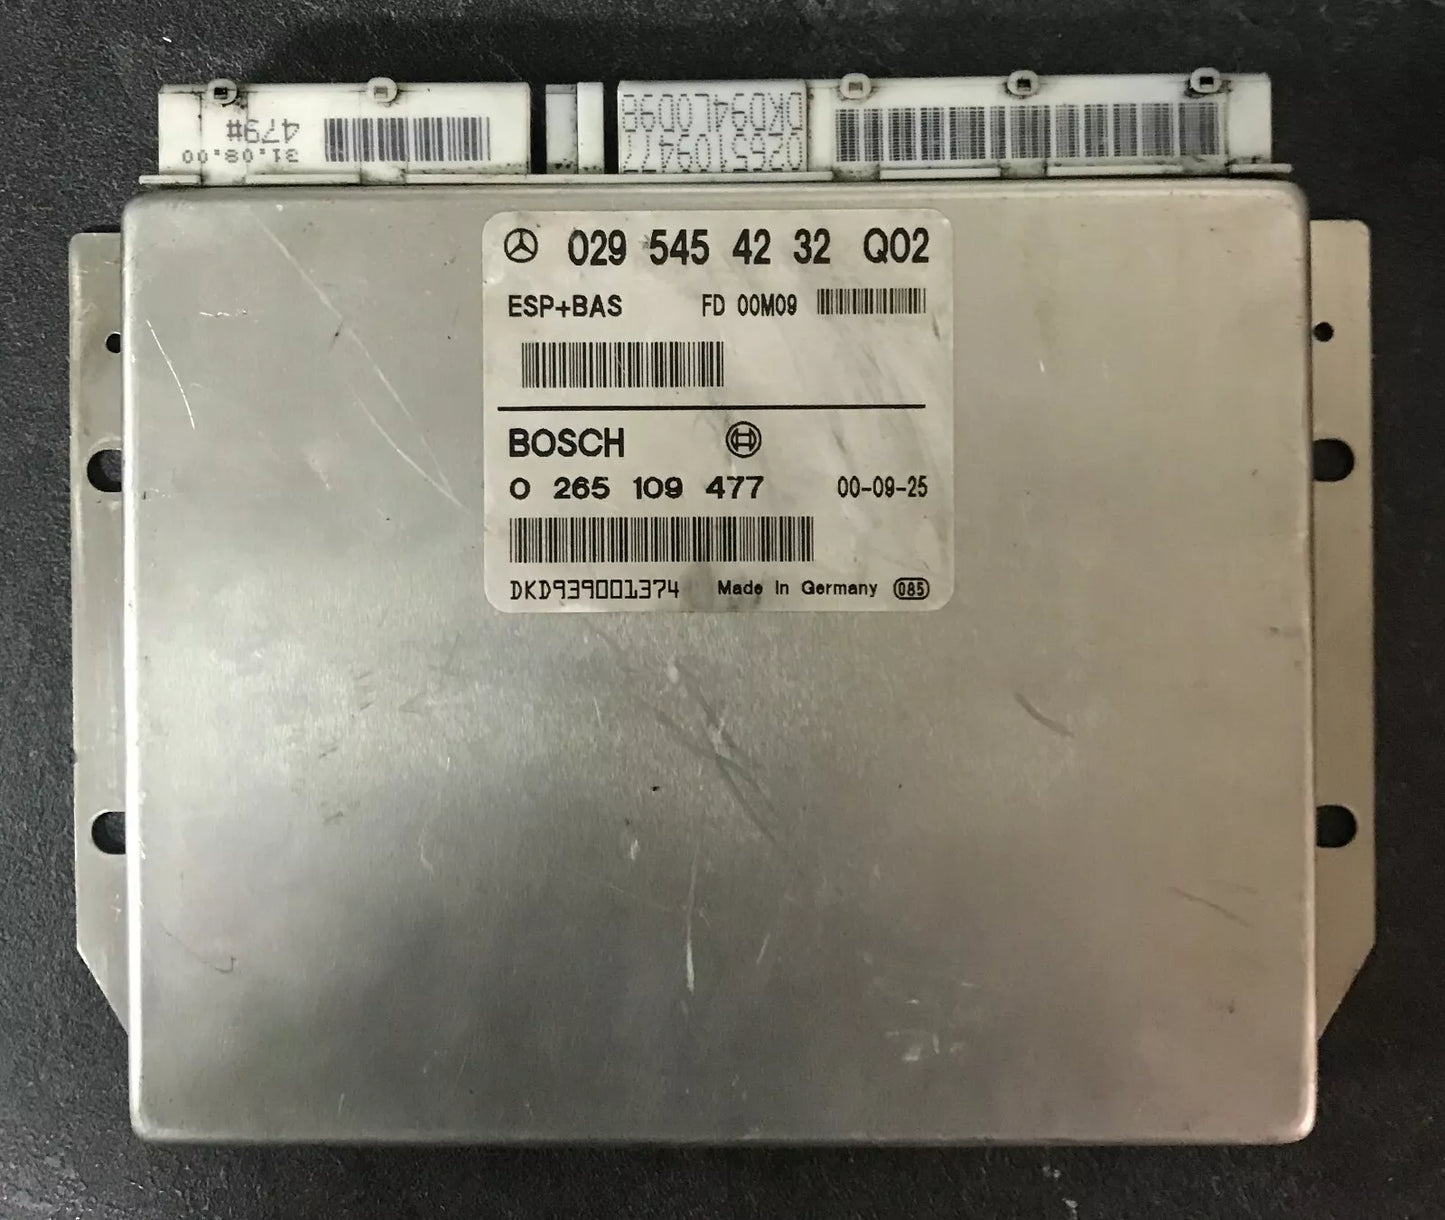 479#
31.08.00
DKD94L0D96
0265109477
029 545 42 32 Q02
ESP+BAS FD 00M09
BOSCH
0 265 109 477 00-09-25
DKD939001374 Made In Germany 085